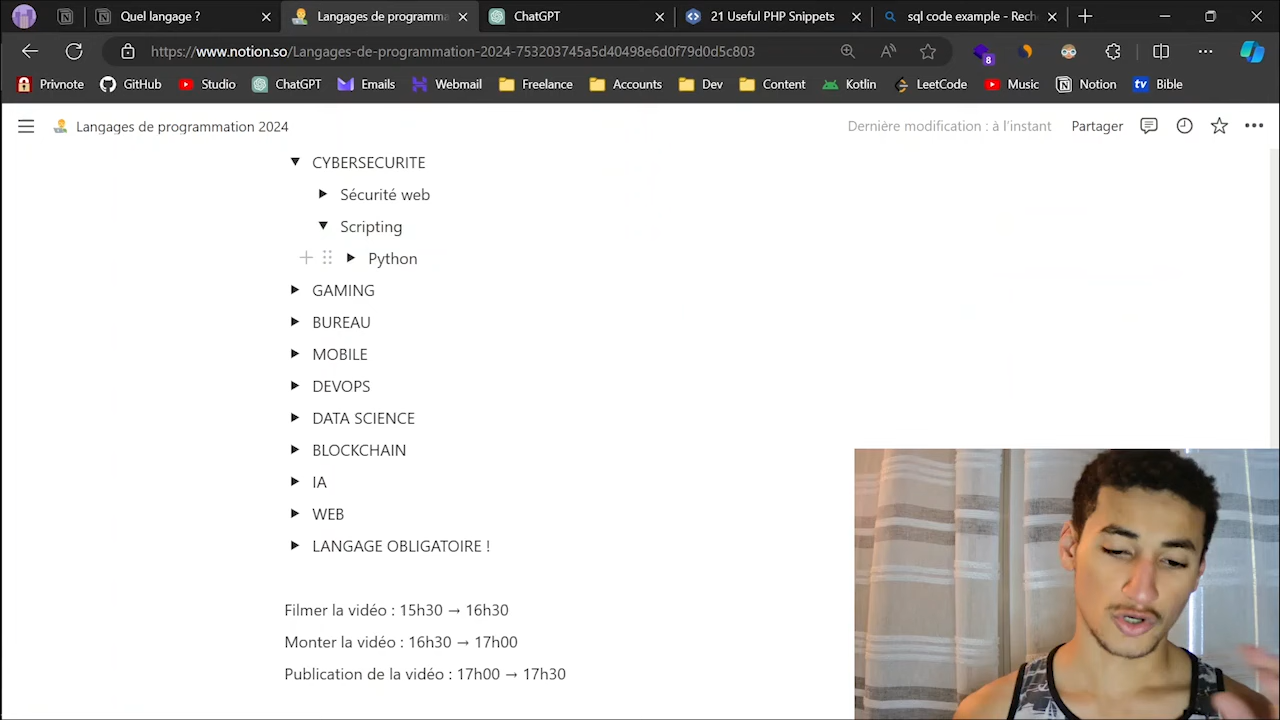 Quel langage ?
Langages de programma
ChatGPT
21 Useful PHP Snippets
sql code example - Rech
https://www.notion.so/Langages-de-programmation-2024-753203745a5d40498e6d0f79d0d5c803
8
Privnote
GitHub
Studio
ChatGPT
Emails
Webmail
Freelance
Accounts
Dev
Content
Kotlin
LeetCode
Music
Notion
tv Bible
Langages de programmation 2024
Dernière modification : à l'instant
Partager
CYBERSECURITE
Sécurité web
Scripting
Python
GAMING
BUREAU
MOBILE
DEVOPS
DATA SCIENCE
BLOCKCHAIN
IA
WEB
LANGAGE OBLIGATOIRE !
Filmer la vidéo : 15h30 → 16h30
Monter la vidéo : 16h30 → 17h00
Publication de la vidéo : 17h00 → 17h30